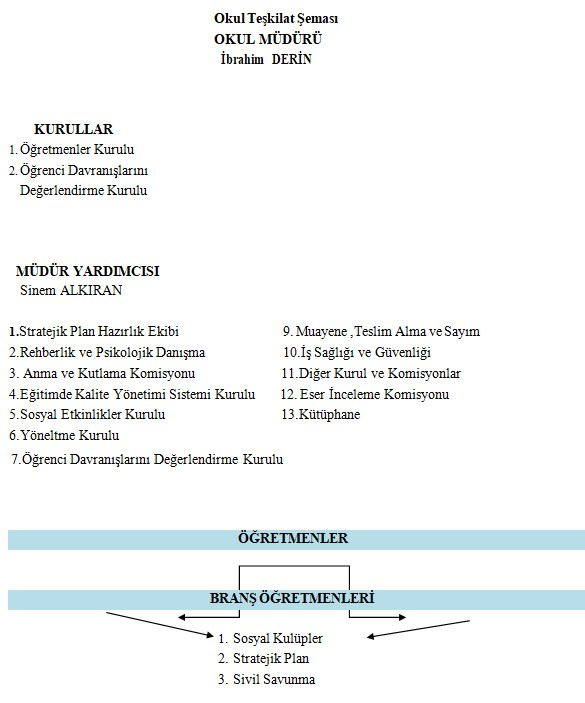 Okul Teşkilat Şeması
OKUL MÜDÜRÜ
İbrahim DERİN
KURULLAR
1. Öğretmenler Kurulu
2. Öğrenci Davranışlarını
Değerlendirme Kurulu
MÜDÜR YARDIMCISI
Sinem ALKIRAN
1.Stratejik Plan Hazırlık Ekibi
2.Rehberlik ve Psikolojik Danışma
3. Anma ve Kutlama Komisyonu
4.Eğitimde Kalite Yönetimi Sistemi Kurulu
5.Sosyal Etkinlikler Kurulu
6.Yöneltme Kurulu
7.Öğrenci Davranışlarını Değerlendirme Kurulu
9. Muayene ,Teslim Alma ve Sayım
10.İş Sağlığı ve Güvenliği
11.Diğer Kurul ve Komisyonlar
12. Eser İnceleme Komisyonu
13.Kütüphane
ÖĞRETMENLER
BRANŞ ÖĞRETMENLERİ
1. Sosyal Kulüpler
2. Stratejik Plan
3. Sivil Savunma